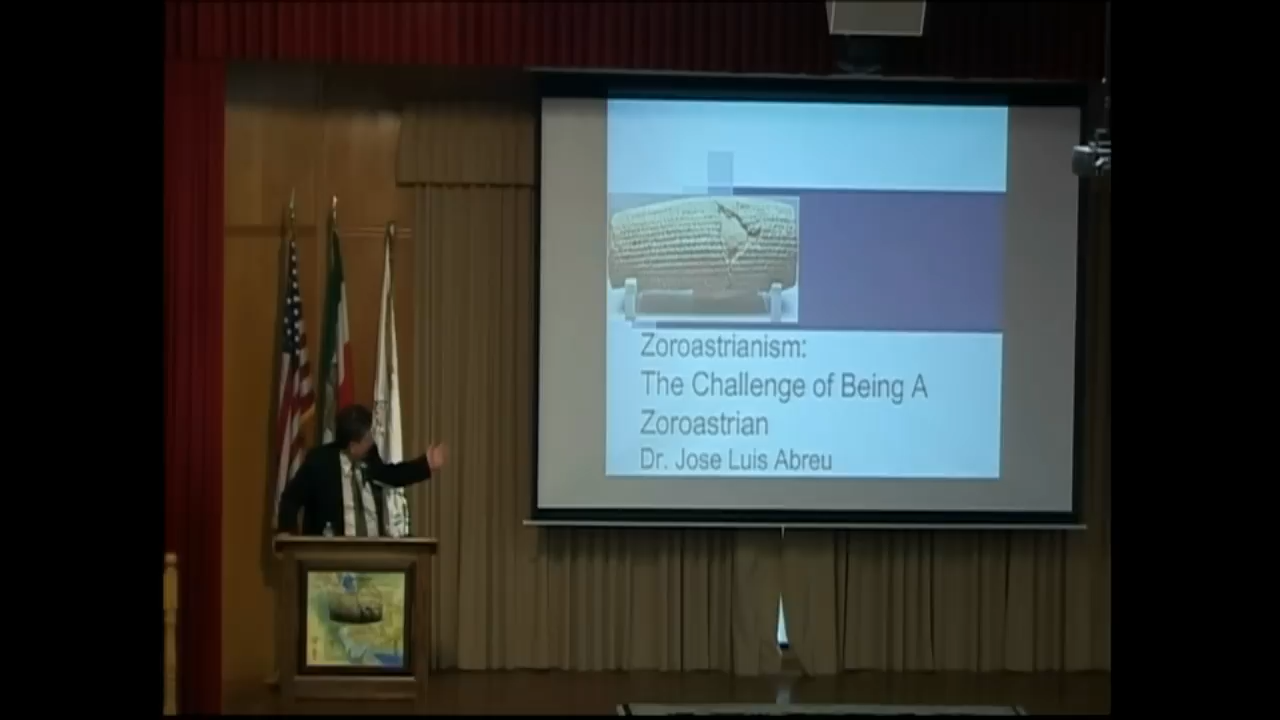 Zoroastrianism:
The Challenge of Being A
Zoroastrian
Dr. Jose Luis Abreu